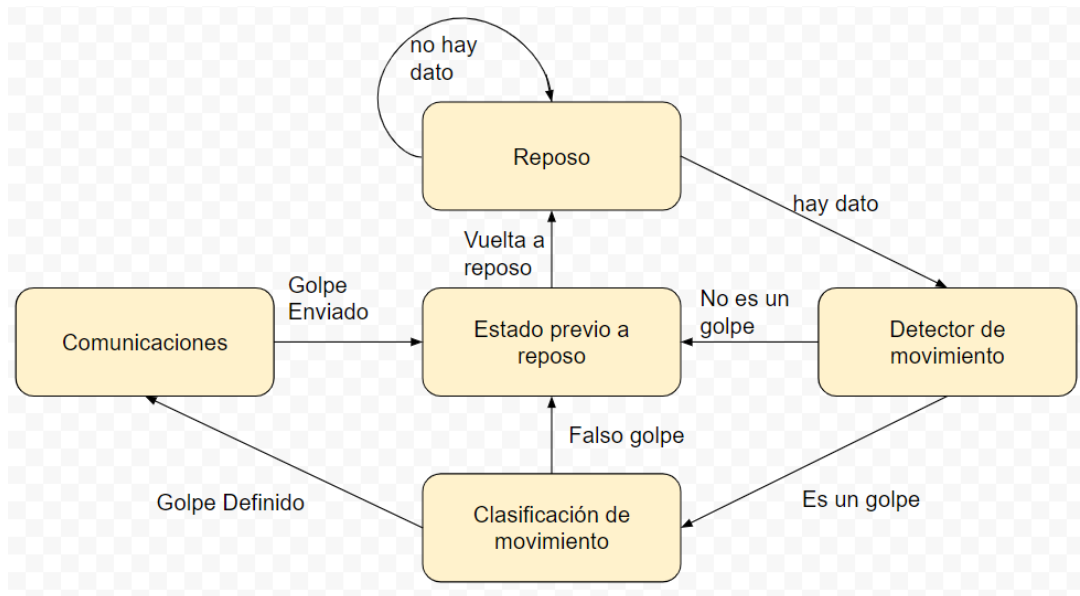 no hay
dato
Reposo
hay dato
Vuelta a
reposo
Golpe
Enviado
No es un
golpe
Comunicaciones
Estado previo a
reposo
Detector de
movimiento
Falso golpe
Golpe Definido
Es un golpe
Clasificación de
movimiento